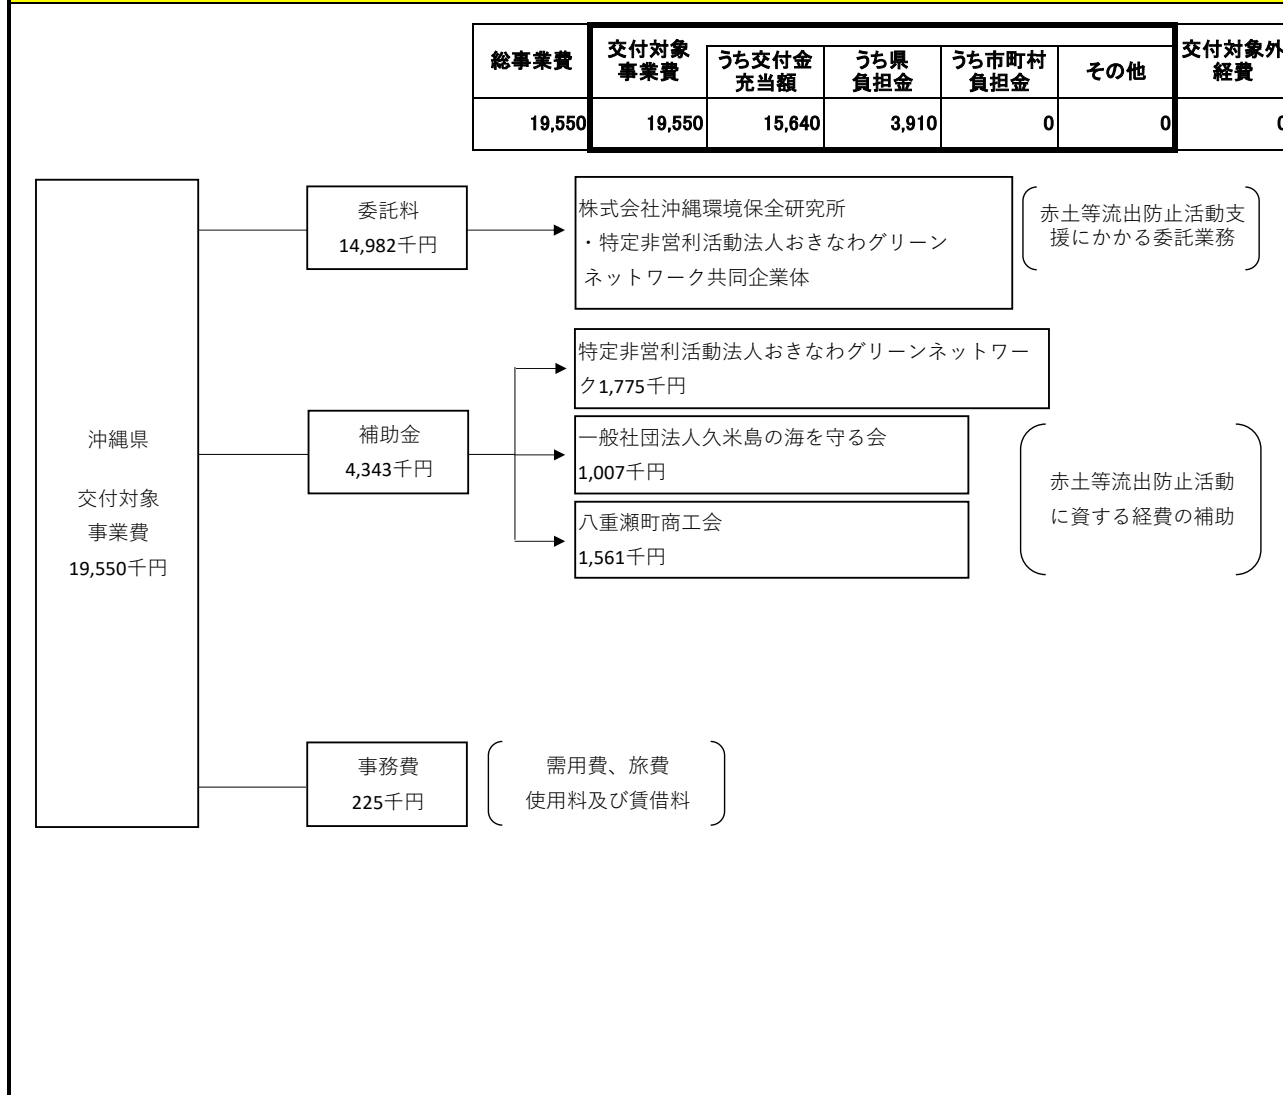 総事業費
交付対象
事業費
うち交付金
充当額
うち県
負担金
うち市町村
負担金
その他
交付対象外
経費
19,550 19,550 15,640 3,910 0 0 0
沖縄県
交付対象
事業費
19,550千円
委託料
14,982千円
株式会社沖縄環境保全研究所
・特定非営利活動法人おきなわグリーン
ネットワーク共同企業体
赤土等流出防止活動支
援にかかる委託業務
補助金
4,343千円
特定非営利活動法人おきなわグリーンネットワー
ク1,775千円
一般社団法人久米島の海を守る会
1,007千円
八重瀬町商工会
1,561千円
赤土等流出防止活動
に資する経費の補助
事務費
225千円
需用費、旅費
使用料及び賃借料